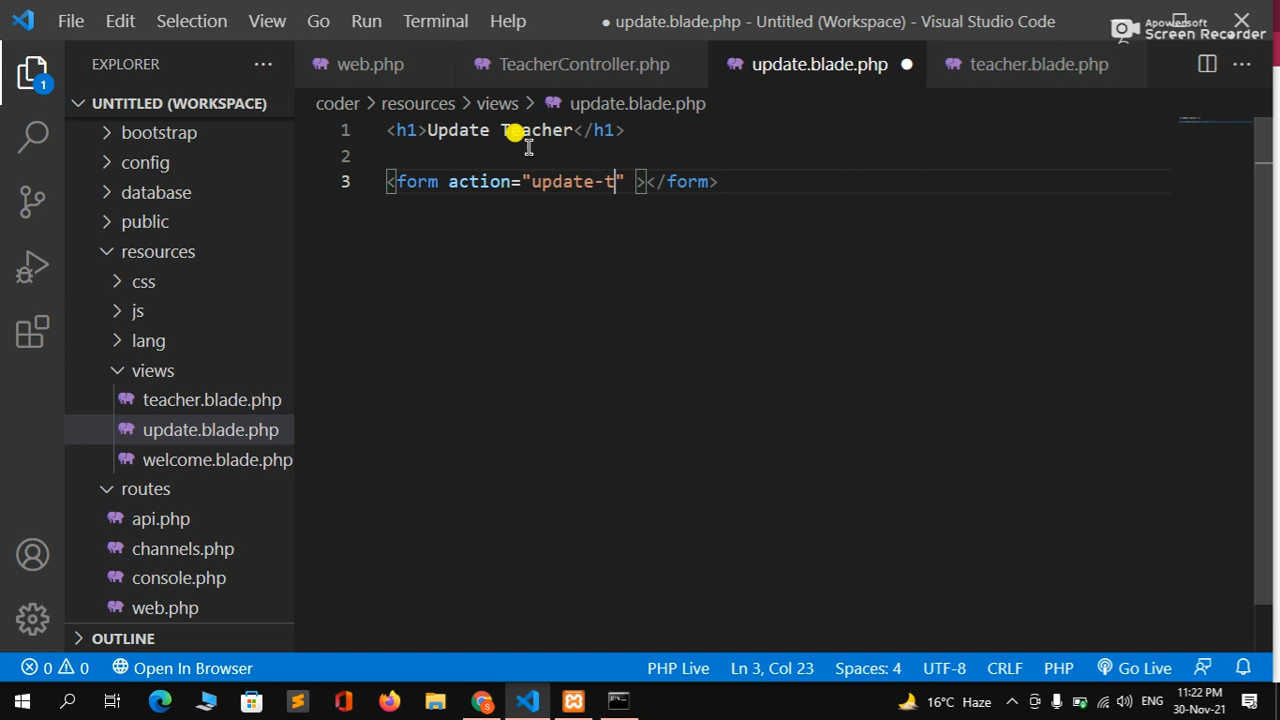 File Edit Selection View Go Run Terminal Help
● update.blade.php - Untitled (Workspace) - Visual Studio Code
Apowersoft
Screen Recorder
EXPLORER ···
web.php TeacherController.php update.blade.php ● teacher.blade.php ···
1
UNTITLED (WORKSPACE)
coder > resources > views > update.blade.php
bootstrap
config
database
public
resources
css
js
lang
views
teacher.blade.php
update.blade.php
welcome.blade.php
routes
api.php
channels.php
console.php
web.php
OUTLINE
1 <h1>Update Teacher</h1>
2
3 <form action="update-t" ></form>
0 0 Open In Browser PHP Live Ln 3, Col 23 Spaces: 4 UTF-8 CRLF PHP Go Live
16°C Haze ENG 11:22 PM
30-Nov-21